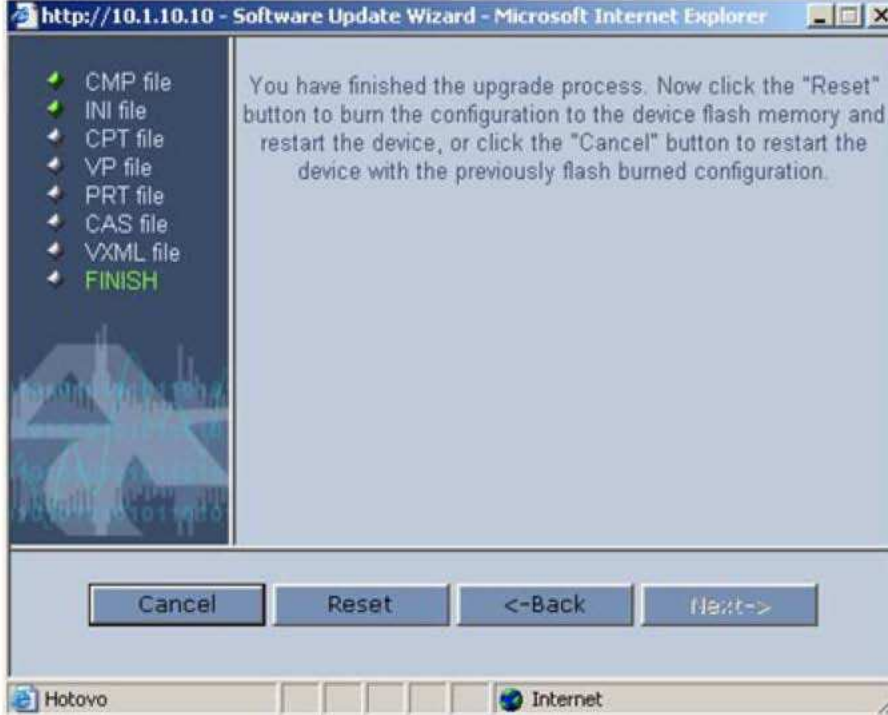 http://10.1.10.10 - Software Update Wizard - Microsoft Internet Explorer
CMP file
INI file
CPT file
VP file
PRT file
CAS file
VXML file
FINISH
You have finished the upgrade process. Now click the "Reset"
button to burn the configuration to the device flash memory and
restart the device, or click the "Cancel" button to restart the
device with the previously flash burned configuration.
Cancel
Reset
<-Back
Next->
Hotovo
Internet